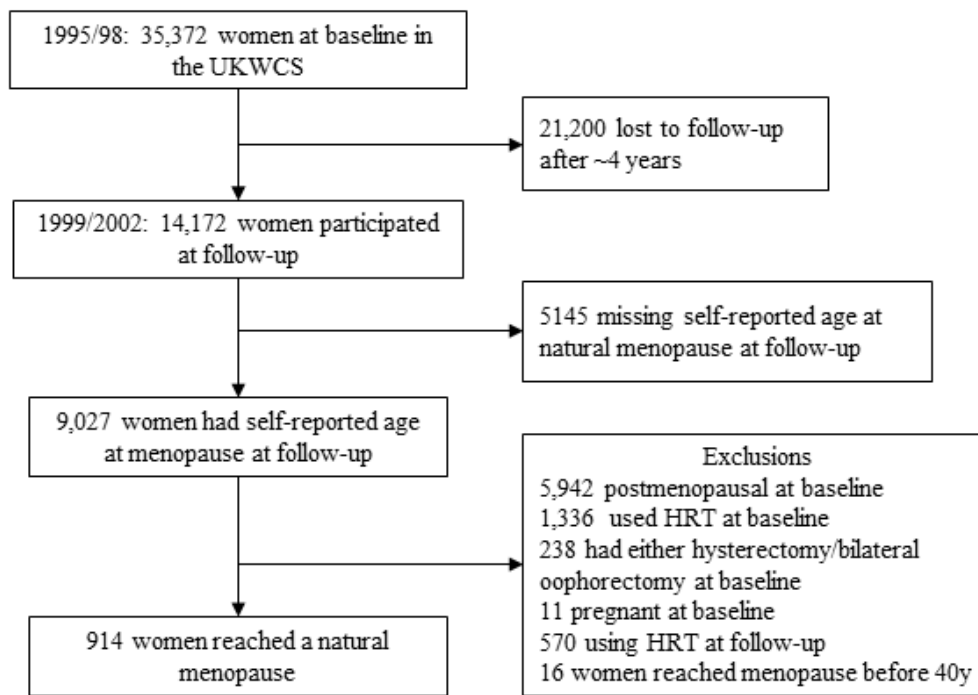 1995/98: 35,372 women at baseline in
the UKWCS
21,200 lost to follow-up
after ~4 years
1999/2002: 14,172 women participated
at follow-up
5145 missing self-reported age at
natural menopause at follow-up
9,027 women had self-reported age
at menopause at follow-up
Exclusions
5,942 postmenopausal at baseline
1,336 used HRT at baseline
238 had either hysterectomy/bilateral
oophorectomy at baseline
11 pregnant at baseline
570 using HRT at follow-up
16 women reached menopause before 40y
914 women reached a natural
menopause